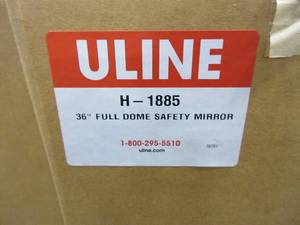 ULINE
H – 1885
36" FULL DOME SAFETY MIRROR
1-800-295-5510
uline.com